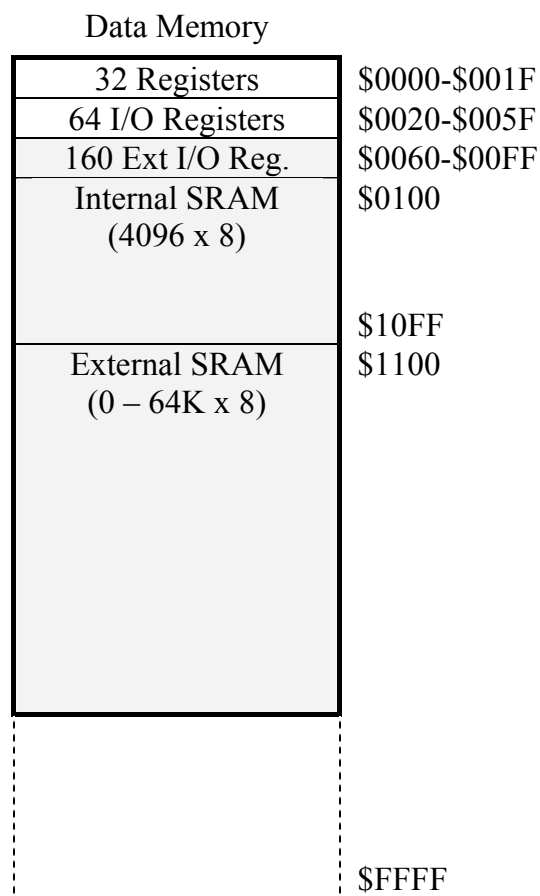 Data Memory
32 Registers $0000-$001F
64 I/O Registers $0020-$005F
160 Ext I/O Reg. $0060-$00FF
Internal SRAM $0100
(4096 x 8)
$10FF
External SRAM $1100
(0 – 64K x 8)
$FFFF